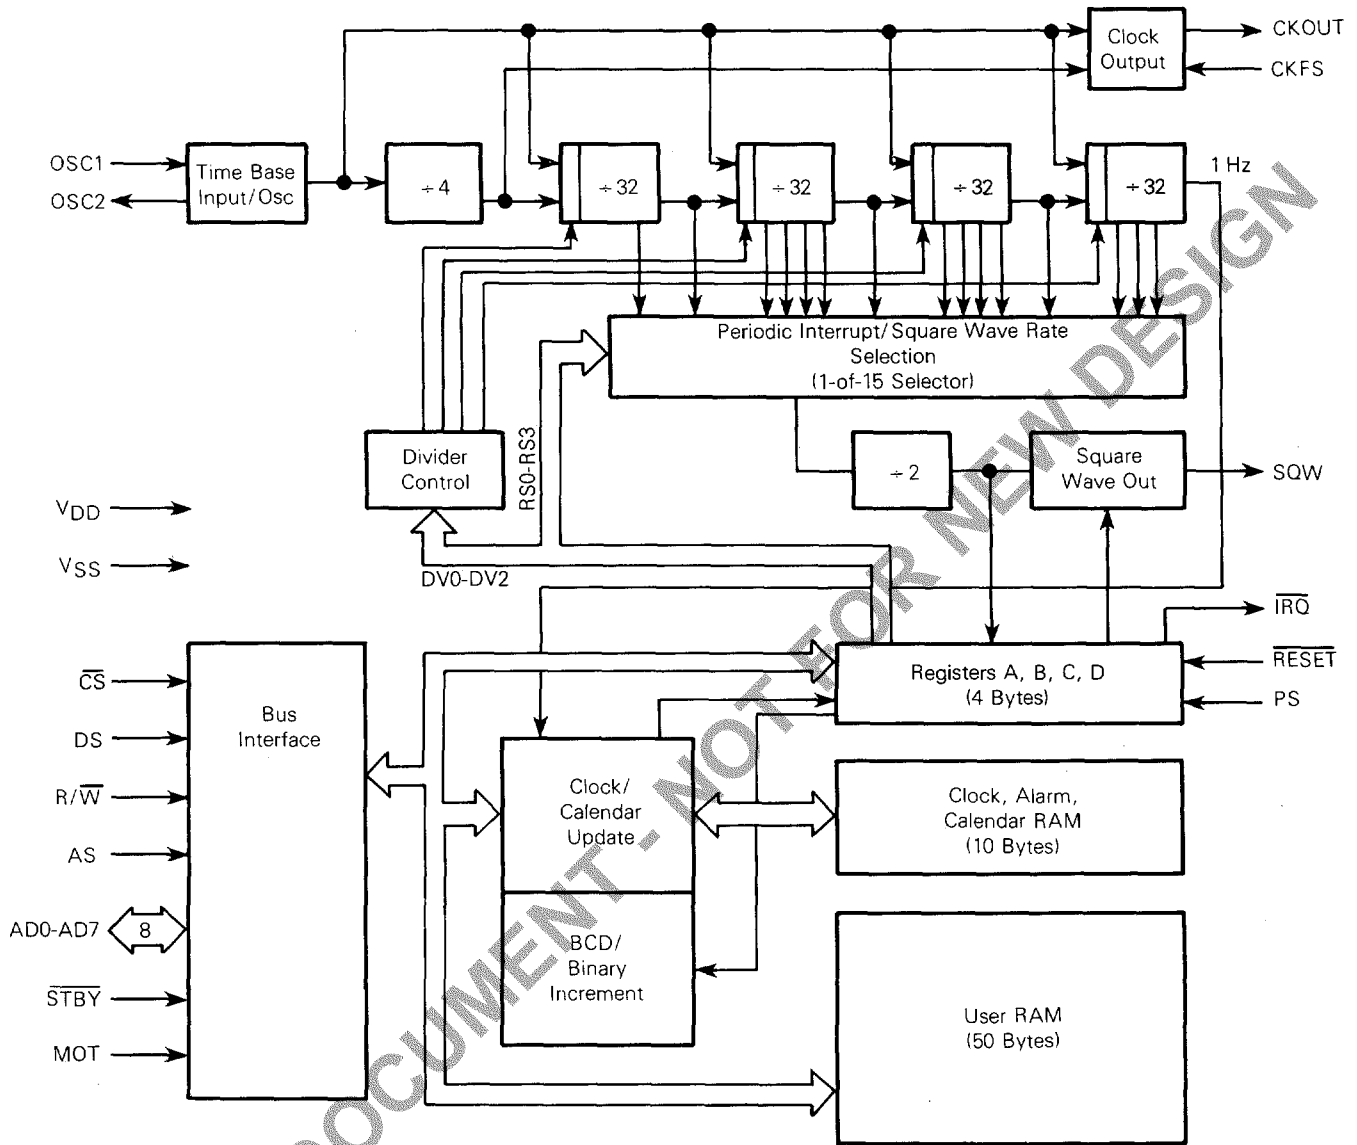 CKOUT
Clock
Output
CKFS
OSC1
OSC2
Time Base
Input/Osc
÷4
÷32
÷32
÷32
÷32
1 Hz
Periodic Interrupt/Square Wave Rate
Selection
(1-of-15 Selector)
Divider
Control
RS0-RS3
÷2
Square
Wave Out
SQW
VDD
VSS
DV0-DV2
IRQ
RESET
PS
Registers A, B, C, D
(4 Bytes)
CS
DS
R/W
AS
AD0-AD7
8
STBY
MOT
Bus
Interface
Clock/
Calendar
Update
BCD/
Binary
Increment
Clock, Alarm,
Calendar RAM
(10 Bytes)
User RAM
(50 Bytes)
DOCUMENT - NOT FOR NEW DESIGN